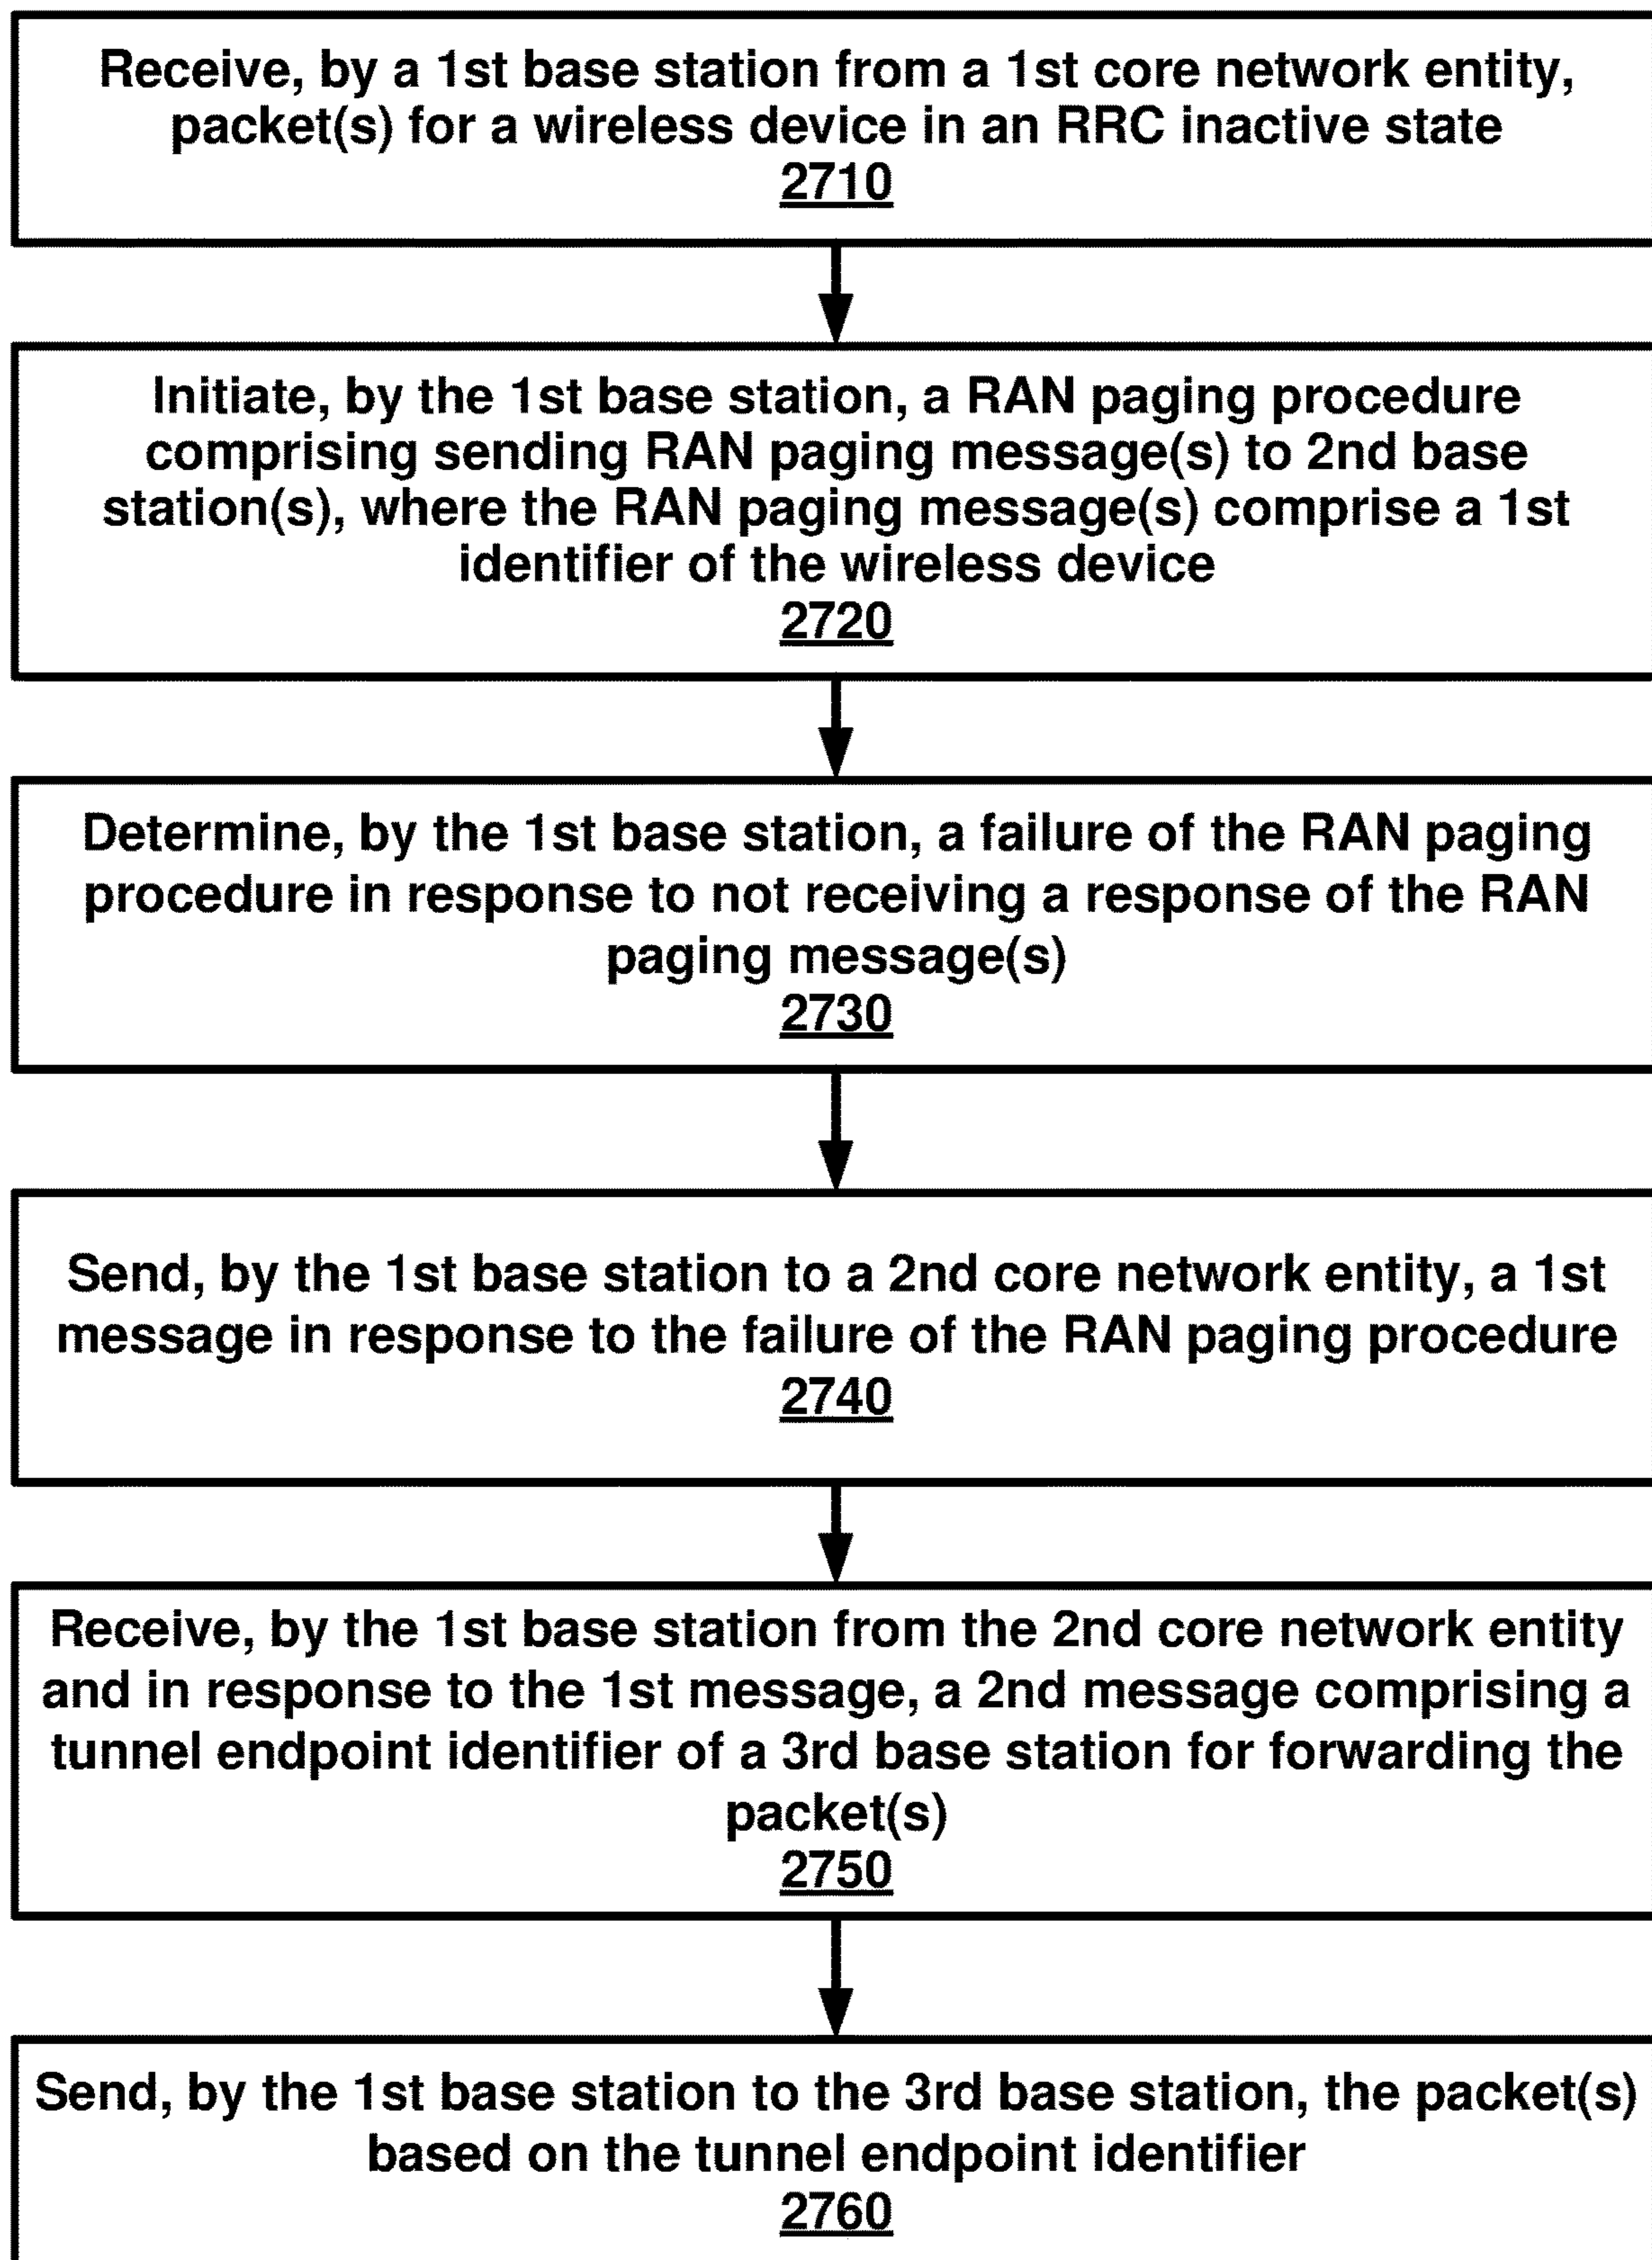 Receive, by a 1st base station from a 1st core network entity,
packet(s) for a wireless device in an RRC inactive state
2710
Initiate, by the 1st base station, a RAN paging procedure
comprising sending RAN paging message(s) to 2nd base
station(s), where the RAN paging message(s) comprise a 1st
identifier of the wireless device
2720
Determine, by the 1st base station, a failure of the RAN paging
procedure in response to not receiving a response of the RAN
paging message(s)
2730
Send, by the 1st base station to a 2nd core network entity, a 1st
message in response to the failure of the RAN paging procedure
2740
Receive, by the 1st base station from the 2nd core network entity
and in response to the 1st message, a 2nd message comprising a
tunnel endpoint identifier of a 3rd base station for forwarding the
packet(s)
2750
Send, by the 1st base station to the 3rd base station, the packet(s)
based on the tunnel endpoint identifier
2760